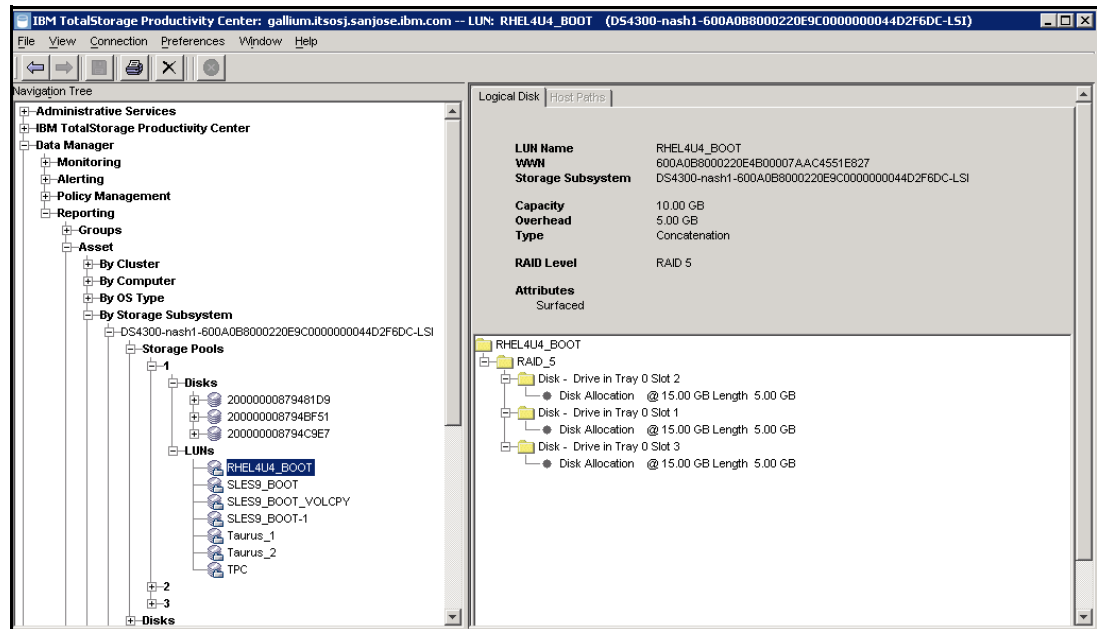 IBM TotalStorage Productivity Center: gallium.itsosj.sanjose.ibm.com -- LUN: RHEL4U4_BOOT (DS4300-nash1-600A0B8000220E9C0000000044D2F6DC-LSI)
File View Connection Preferences Window Help
Navigation Tree
Administrative Services
IBM TotalStorage Productivity Center
Data Manager
Monitoring
Alerting
Policy Management
Reporting
Groups
Asset
By Cluster
By Computer
By OS Type
By Storage Subsystem
DS4300-nash1-600A0B8000220E9C0000000044D2F6DC-LSI
Storage Pools
1
Disks
20000000879481D9
200000008794BF51
200000008794C9E7
LUNs
RHEL4U4_BOOT
SLES9_BOOT
SLES9_BOOT_VOLCPY
SLES9_BOOT-1
Taurus_1
Taurus_2
TPC
2
3
Disks
Logical Disk Host Paths
LUN Name RHEL4U4_BOOT
WWN 600A0B8000220E4B00007AAC4551E827
Storage Subsystem DS4300-nash1-600A0B8000220E9C0000000044D2F6DC-LSI
Capacity 10.00 GB
Overhead 5.00 GB
Type Concatenation
RAID Level RAID 5
Attributes
Surfaced
RHEL4U4_BOOT
RAID_5
Disk - Drive in Tray 0 Slot 2
Disk Allocation @ 15.00 GB Length 5.00 GB
Disk - Drive in Tray 0 Slot 1
Disk Allocation @ 15.00 GB Length 5.00 GB
Disk - Drive in Tray 0 Slot 3
Disk Allocation @ 15.00 GB Length 5.00 GB